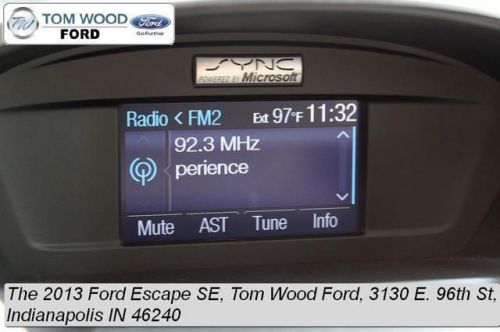 TW TOM WOOD Ford
FORD Go Further
SYNC
POWERED BY Microsoft
Radio < FM2 Ext 97°F 11:32
92.3 MHz
perience
Mute AST Tune Info
The 2013 Ford Escape SE, Tom Wood Ford, 3130 E. 96th St,
Indianapolis IN 46240